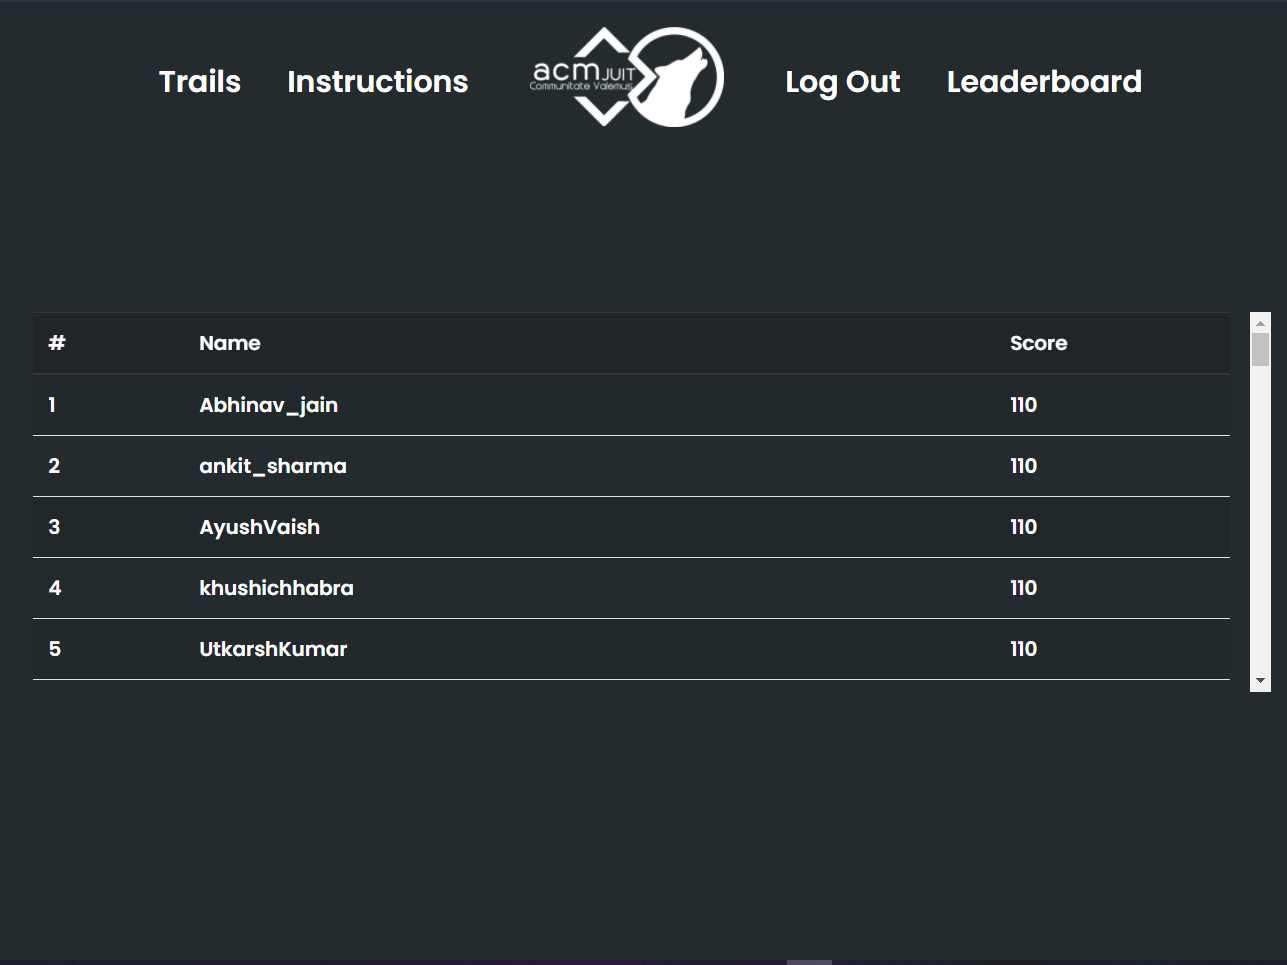 Trails Instructions acm JUIT Log Out Leaderboard
Communitate Valemus
# Name Score
1 Abhinav_jain 110
2 ankit_sharma 110
3 AyushVaish 110
4 khushichhabra 110
5 UtkarshKumar 110